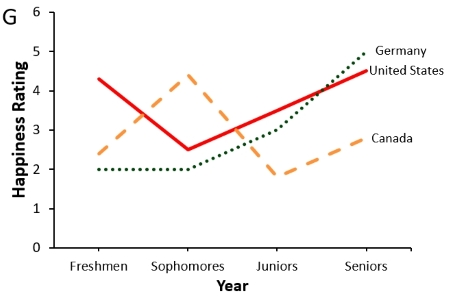 G
6
5
4
3
2
1
0
Happiness Rating
Germany
United States
Canada
Freshmen Sophomores Juniors Seniors
Year